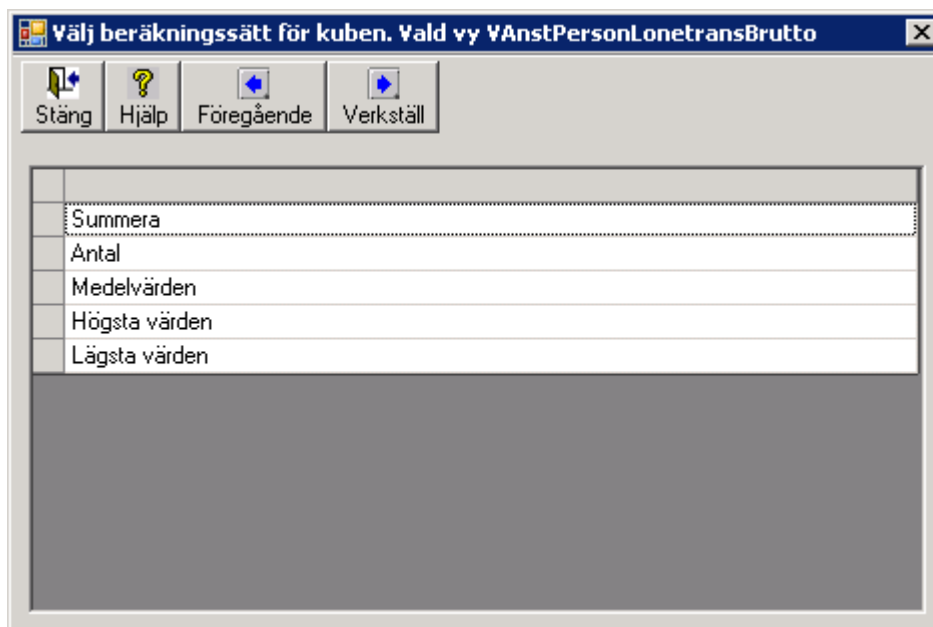 Välj beräkningssätt för kuben. Vald vy VAnstPersonLonetransBrutto
Stäng Hjälp Föregående Verkställ
Summera
Antal
Medelvärden
Högsta värden
Lägsta värden